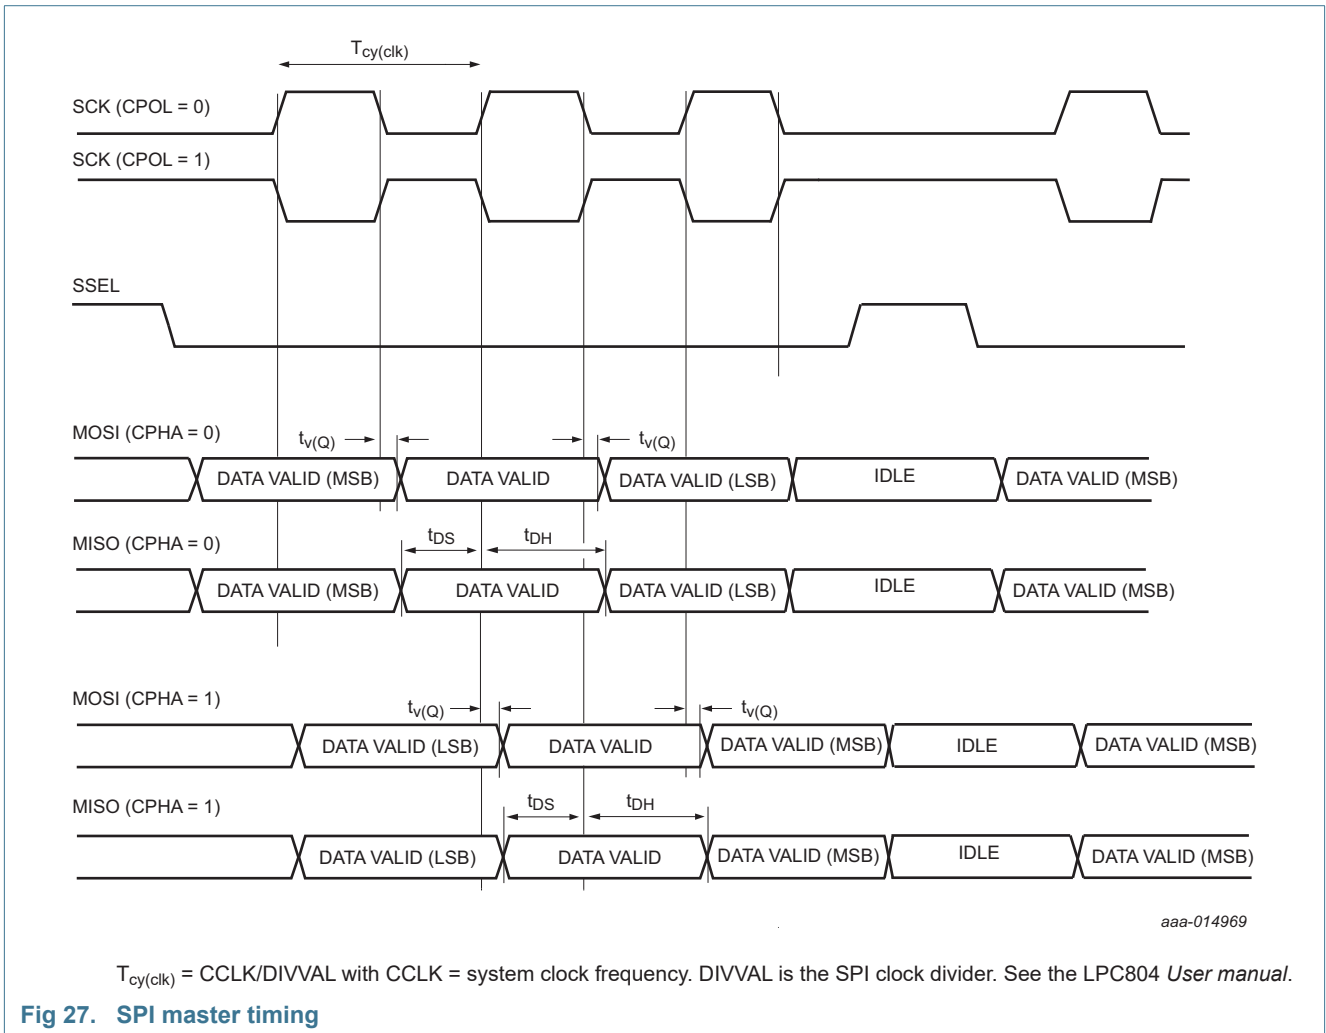 Tcy(clk)
SCK (CPOL = 0)
SCK (CPOL = 1)
SSEL
MOSI (CPHA = 0)
tv(Q) tv(Q)
DATA VALID (MSB) DATA VALID DATA VALID (LSB) IDLE DATA VALID (MSB)
MISO (CPHA = 0)
tDS tDH
DATA VALID (MSB) DATA VALID DATA VALID (LSB) IDLE DATA VALID (MSB)
MOSI (CPHA = 1)
tv(Q) tv(Q)
DATA VALID (LSB) DATA VALID DATA VALID (MSB) IDLE DATA VALID (MSB)
MISO (CPHA = 1)
tDS tDH
DATA VALID (LSB) DATA VALID DATA VALID (MSB) IDLE DATA VALID (MSB)
aaa-014969
Tcy(clk) = CCLK/DIVVAL with CCLK = system clock frequency. DIVVAL is the SPI clock divider. See the LPC804 User manual.
Fig 27. SPI master timing